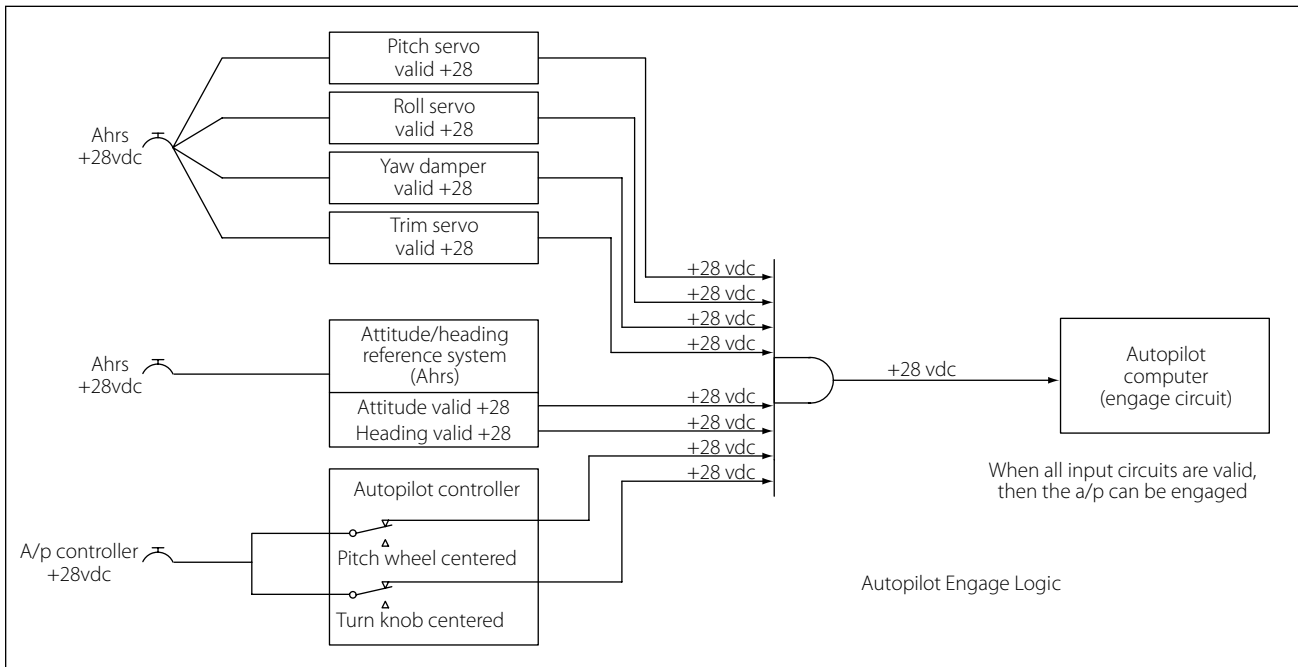 Ahrs
+28vdc
Pitch servo
valid +28
Roll servo
valid +28
Yaw damper
valid +28
Trim servo
valid +28
+28 vdc
+28 vdc
+28 vdc
+28 vdc
Ahrs
+28vdc
Attitude/heading
reference system
(Ahrs)
Attitude valid +28
Heading valid +28
+28 vdc
+28 vdc
+28 vdc
+28 vdc
+28 vdc
Autopilot
computer
(engage circuit)
When all input circuits are valid,
then the a/p can be engaged
A/p controller
+28vdc
Autopilot controller
Pitch wheel centered
Turn knob centered
Autopilot Engage Logic